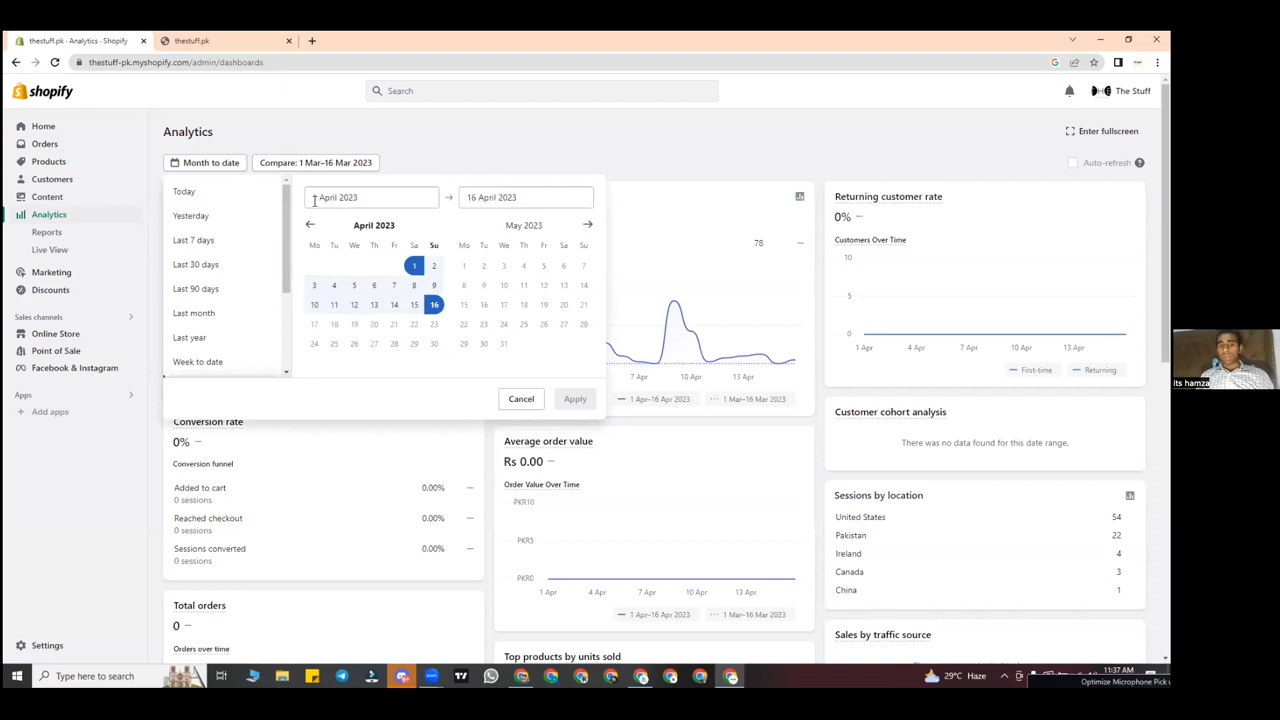 thestuff.pk - Analytics - Shopify
thestuff.pk
thestuff-pk.myshopify.com/admin/dashboards
shopify
Search
The Stuff
Home
Orders
Products
Customers
Content
Analytics
Reports
Live View
Marketing
Discounts
Sales channels
Online Store
Point of Sale
Facebook & Instagram
Apps
Add apps
Settings
Analytics
Enter fullscreen
Month to date
Compare: 1 Mar–16 Mar 2023
Auto-refresh
Today
Yesterday
Last 7 days
Last 30 days
Last 90 days
Last month
Last year
Week to date
April 2023
16 April 2023
April 2023
May 2023
Mo Tu We Th Fr Sa Su
1 2
3 4 5 6 7 8 9
10 11 12 13 14 15 16
17 18 19 20 21 22 23
24 25 26 27 28 29 30
Mo Tu We Th Fr Sa Su
1 2 3 4 5 6 7
8 9 10 11 12 13 14
15 16 17 18 19 20 21
22 23 24 25 26 27 28
29 30 31
Cancel
Apply
78 —
7 Apr 10 Apr 13 Apr
1 Apr–16 Apr 2023 1 Mar–16 Mar 2023
Returning customer rate
0% —
Customers Over Time
10
5
0
1 Apr 4 Apr 7 Apr 10 Apr 13 Apr
First-time Returning
Customer cohort analysis
There was no data found for this date range.
Conversion rate
0% —
Conversion funnel
Added to cart 0.00% —
0 sessions
Reached checkout 0.00% —
0 sessions
Sessions converted 0.00% —
0 sessions
Average order value
Rs 0.00 —
Order Value Over Time
PKR10
PKR5
PKR0
1 Apr 4 Apr 7 Apr 10 Apr 13 Apr
1 Apr–16 Apr 2023 1 Mar–16 Mar 2023
Sessions by location
United States 54
Pakistan 22
Ireland 4
Canada 3
China 1
Total orders
0 —
Orders over time
Top products by units sold
Sales by traffic source
its hamza
Type here to search
29°C Haze
11:37 AM
Optimize Microphone Pick